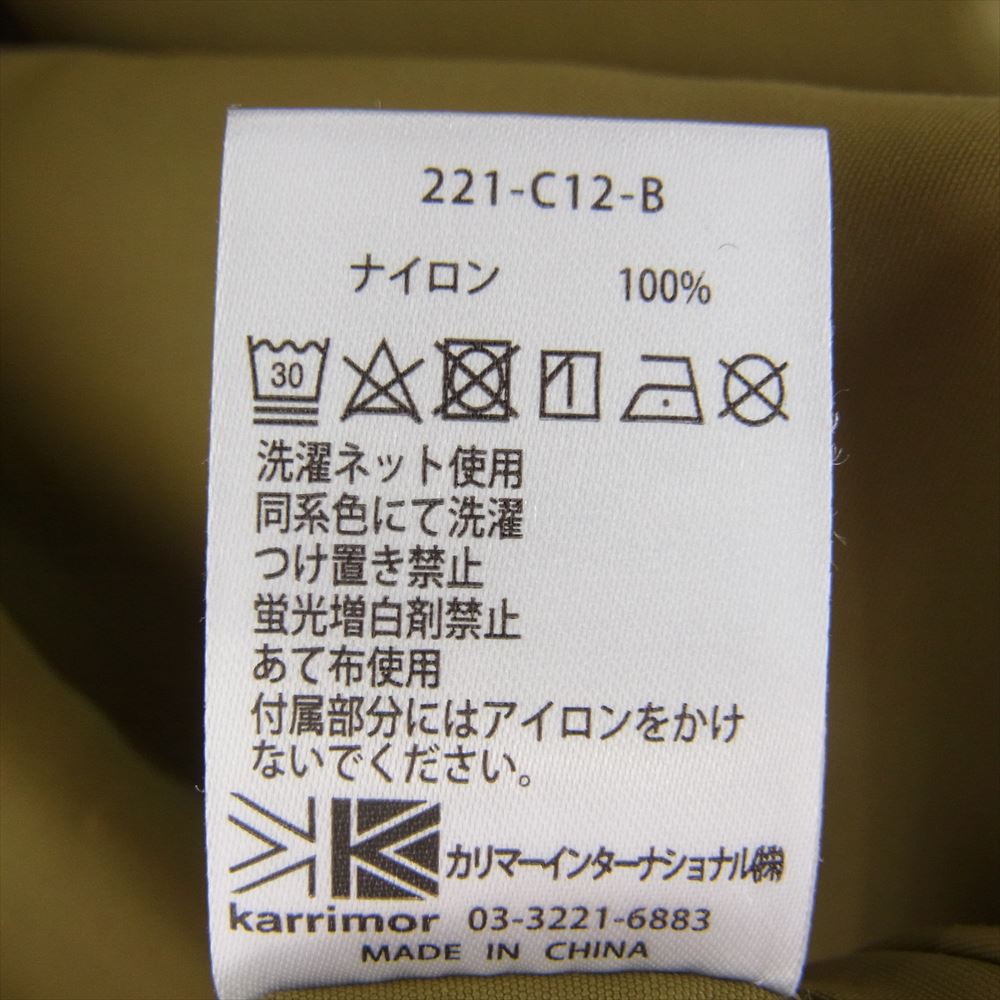 221-C12-B
ナイロン 100%
30
洗濯ネット使用
同系色にて洗濯
つけ置き禁止
蛍光増白剤禁止
あて布使用
付属部分にはアイロンをかけ
ないでください。
カリマーインターナショナル㈱
karrimor 03-3221-6883
MADE IN CHINA